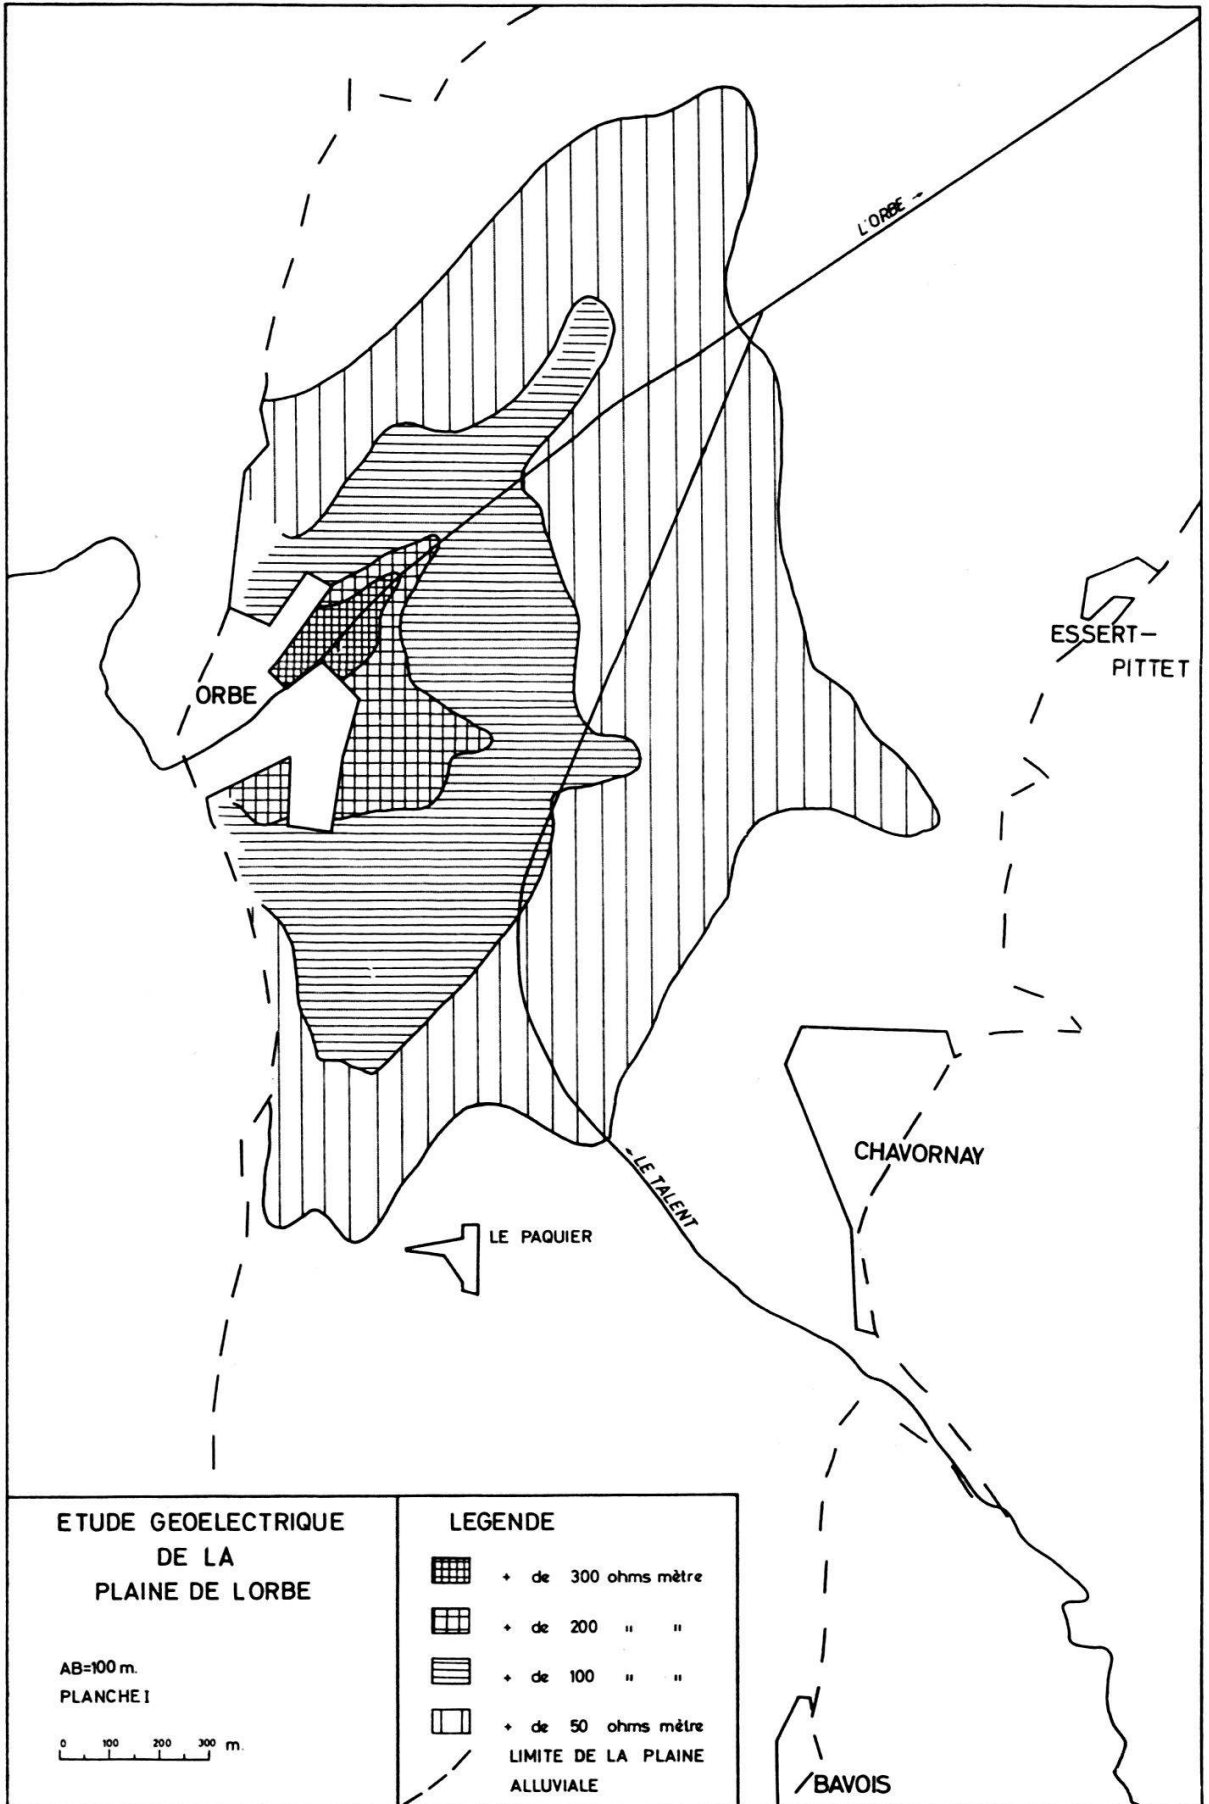 L'ORBE →
ESSERT-
PITTET
ORBE
CHAVORNAY
← LE TALENT
LE PAQUIER
ETUDE GEOELECTRIQUE
DE LA
PLAINE DE LORBE
AB=100 m.
PLANCHE I
0 100 200 300 m.
LEGENDE
+ de 300 ohms mètre
+ de 200 " "
+ de 100 " "
+ de 50 ohms mètre
LIMITE DE LA PLAINE
ALLUVIALE
BAVOIS